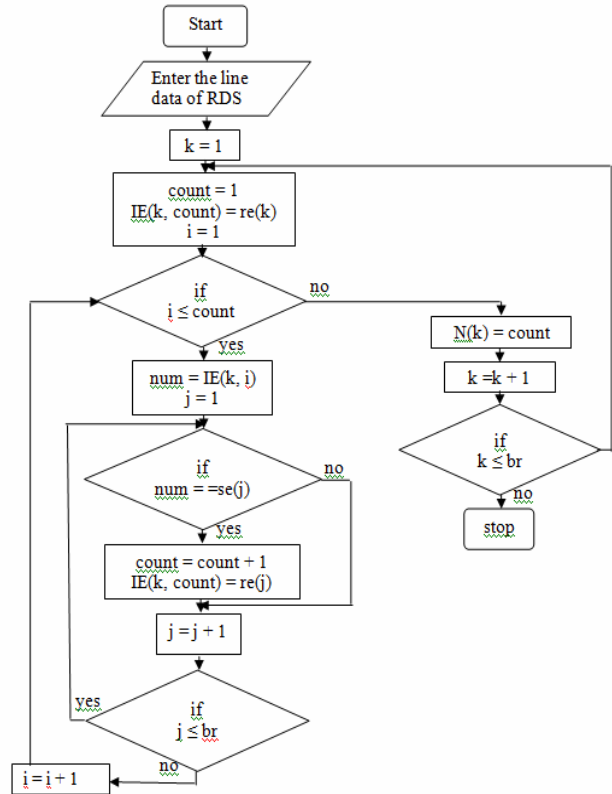 Start
Enter the line
data of RDS
k = 1
count = 1
IE(k, count) = re(k)
i = 1
if
i ≤ count
no
yes
N(k) = count
k =k + 1
if
k ≤ br
no
stop
num = IE(k, i)
j = 1
if
num = =se(j)
no
yes
count = count + 1
IE(k, count) = re(j)
j = j + 1
if
j ≤ br
yes
no
i = i + 1